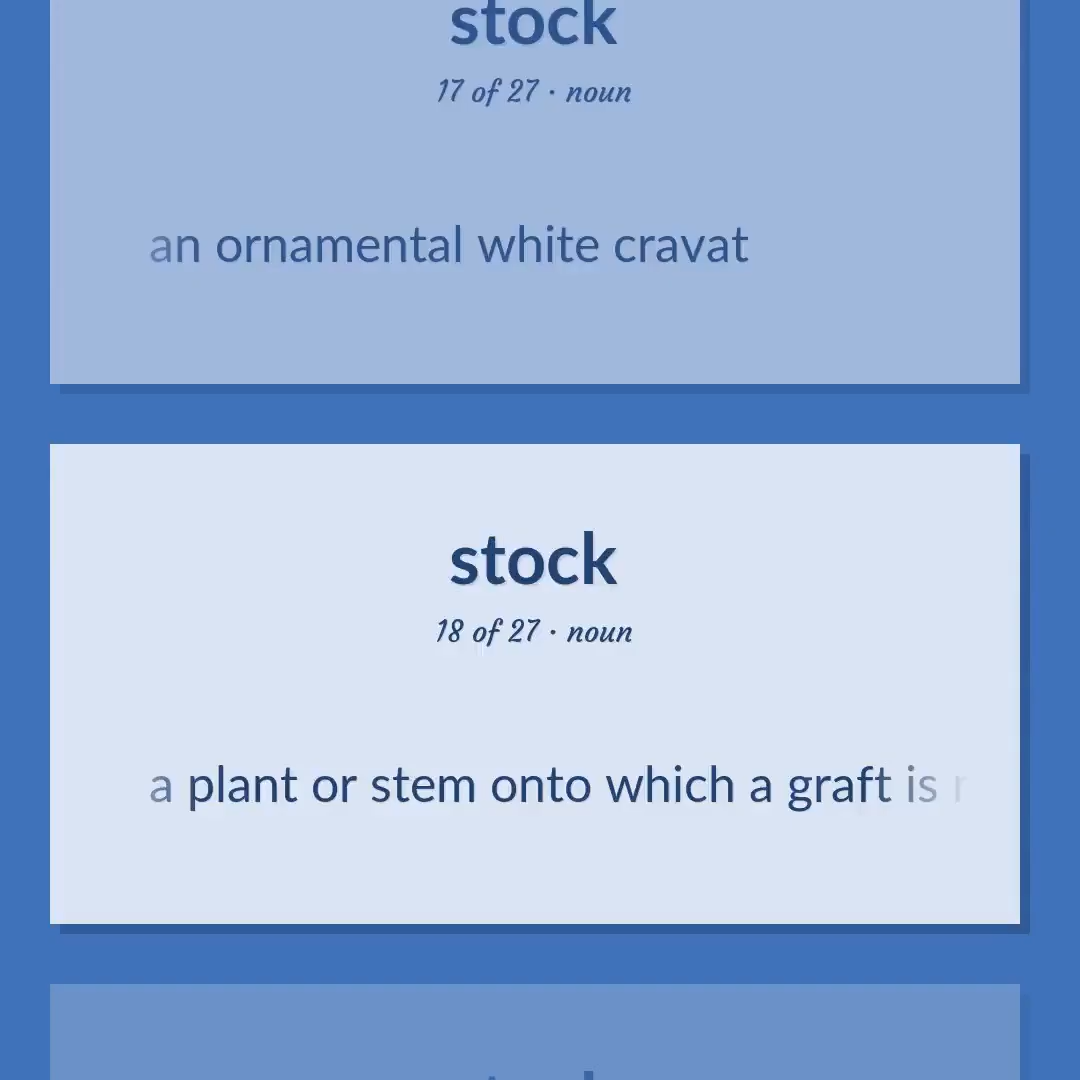 stock
17 of 27 · noun
an ornamental white cravat
stock
18 of 27 · noun
a plant or stem onto which a graft is